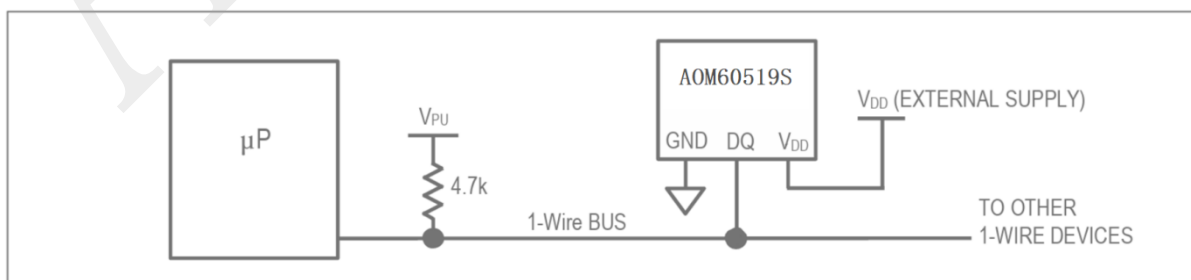 AOM60519S
V_DD (EXTERNAL SUPPLY)
V_PU
µP
GND DQ V_DD
4.7k
1-Wire BUS
TO OTHER
1-WIRE DEVICES